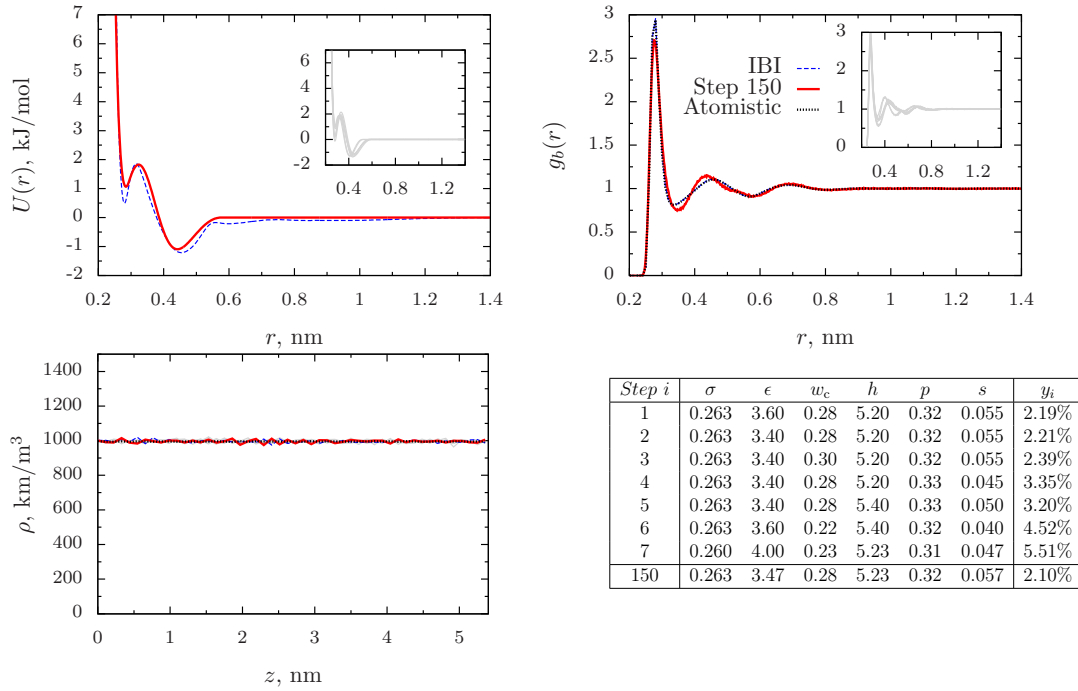 7
6
5
4
3
2
1
0
-1
-2
0.2 0.4 0.6 0.8 1 1.2 1.4
U(r), kJ/mol
r, nm
6
4
2
0
-2
0.4 0.8 1.2
3
2.5
2
1.5
1
0.5
0
0.2 0.4 0.6 0.8 1 1.2 1.4
g_b(r)
r, nm
IBI
Step 150
Atomistic
3
2
1
0
0.4 0.8 1.2
1400
1200
1000
800
600
400
200
0
0 1 2 3 4 5
ρ, km/m³
z, nm
Step i σ ϵ w_c h p s y_i
1 0.263 3.60 0.28 5.20 0.32 0.055 2.19%
2 0.263 3.40 0.28 5.20 0.32 0.055 2.21%
3 0.263 3.40 0.30 5.20 0.32 0.055 2.39%
4 0.263 3.40 0.28 5.20 0.33 0.045 3.35%
5 0.263 3.40 0.28 5.40 0.33 0.050 3.20%
6 0.263 3.60 0.22 5.40 0.32 0.040 4.52%
7 0.260 4.00 0.23 5.23 0.31 0.047 5.51%
150 0.263 3.47 0.28 5.23 0.32 0.057 2.10%